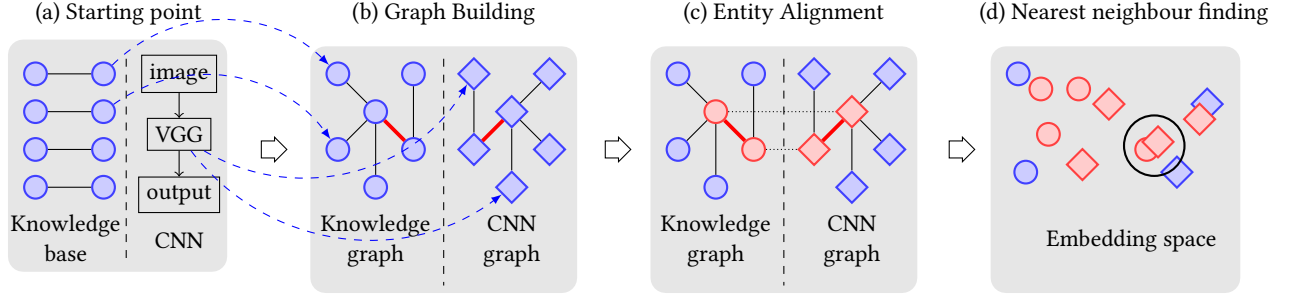 (a) Starting point
(b) Graph Building
(c) Entity Alignment
(d) Nearest neighbour finding
image
VGG
output
Knowledge
base
CNN
Knowledge
graph
CNN
graph
Knowledge
graph
CNN
graph
Embedding space